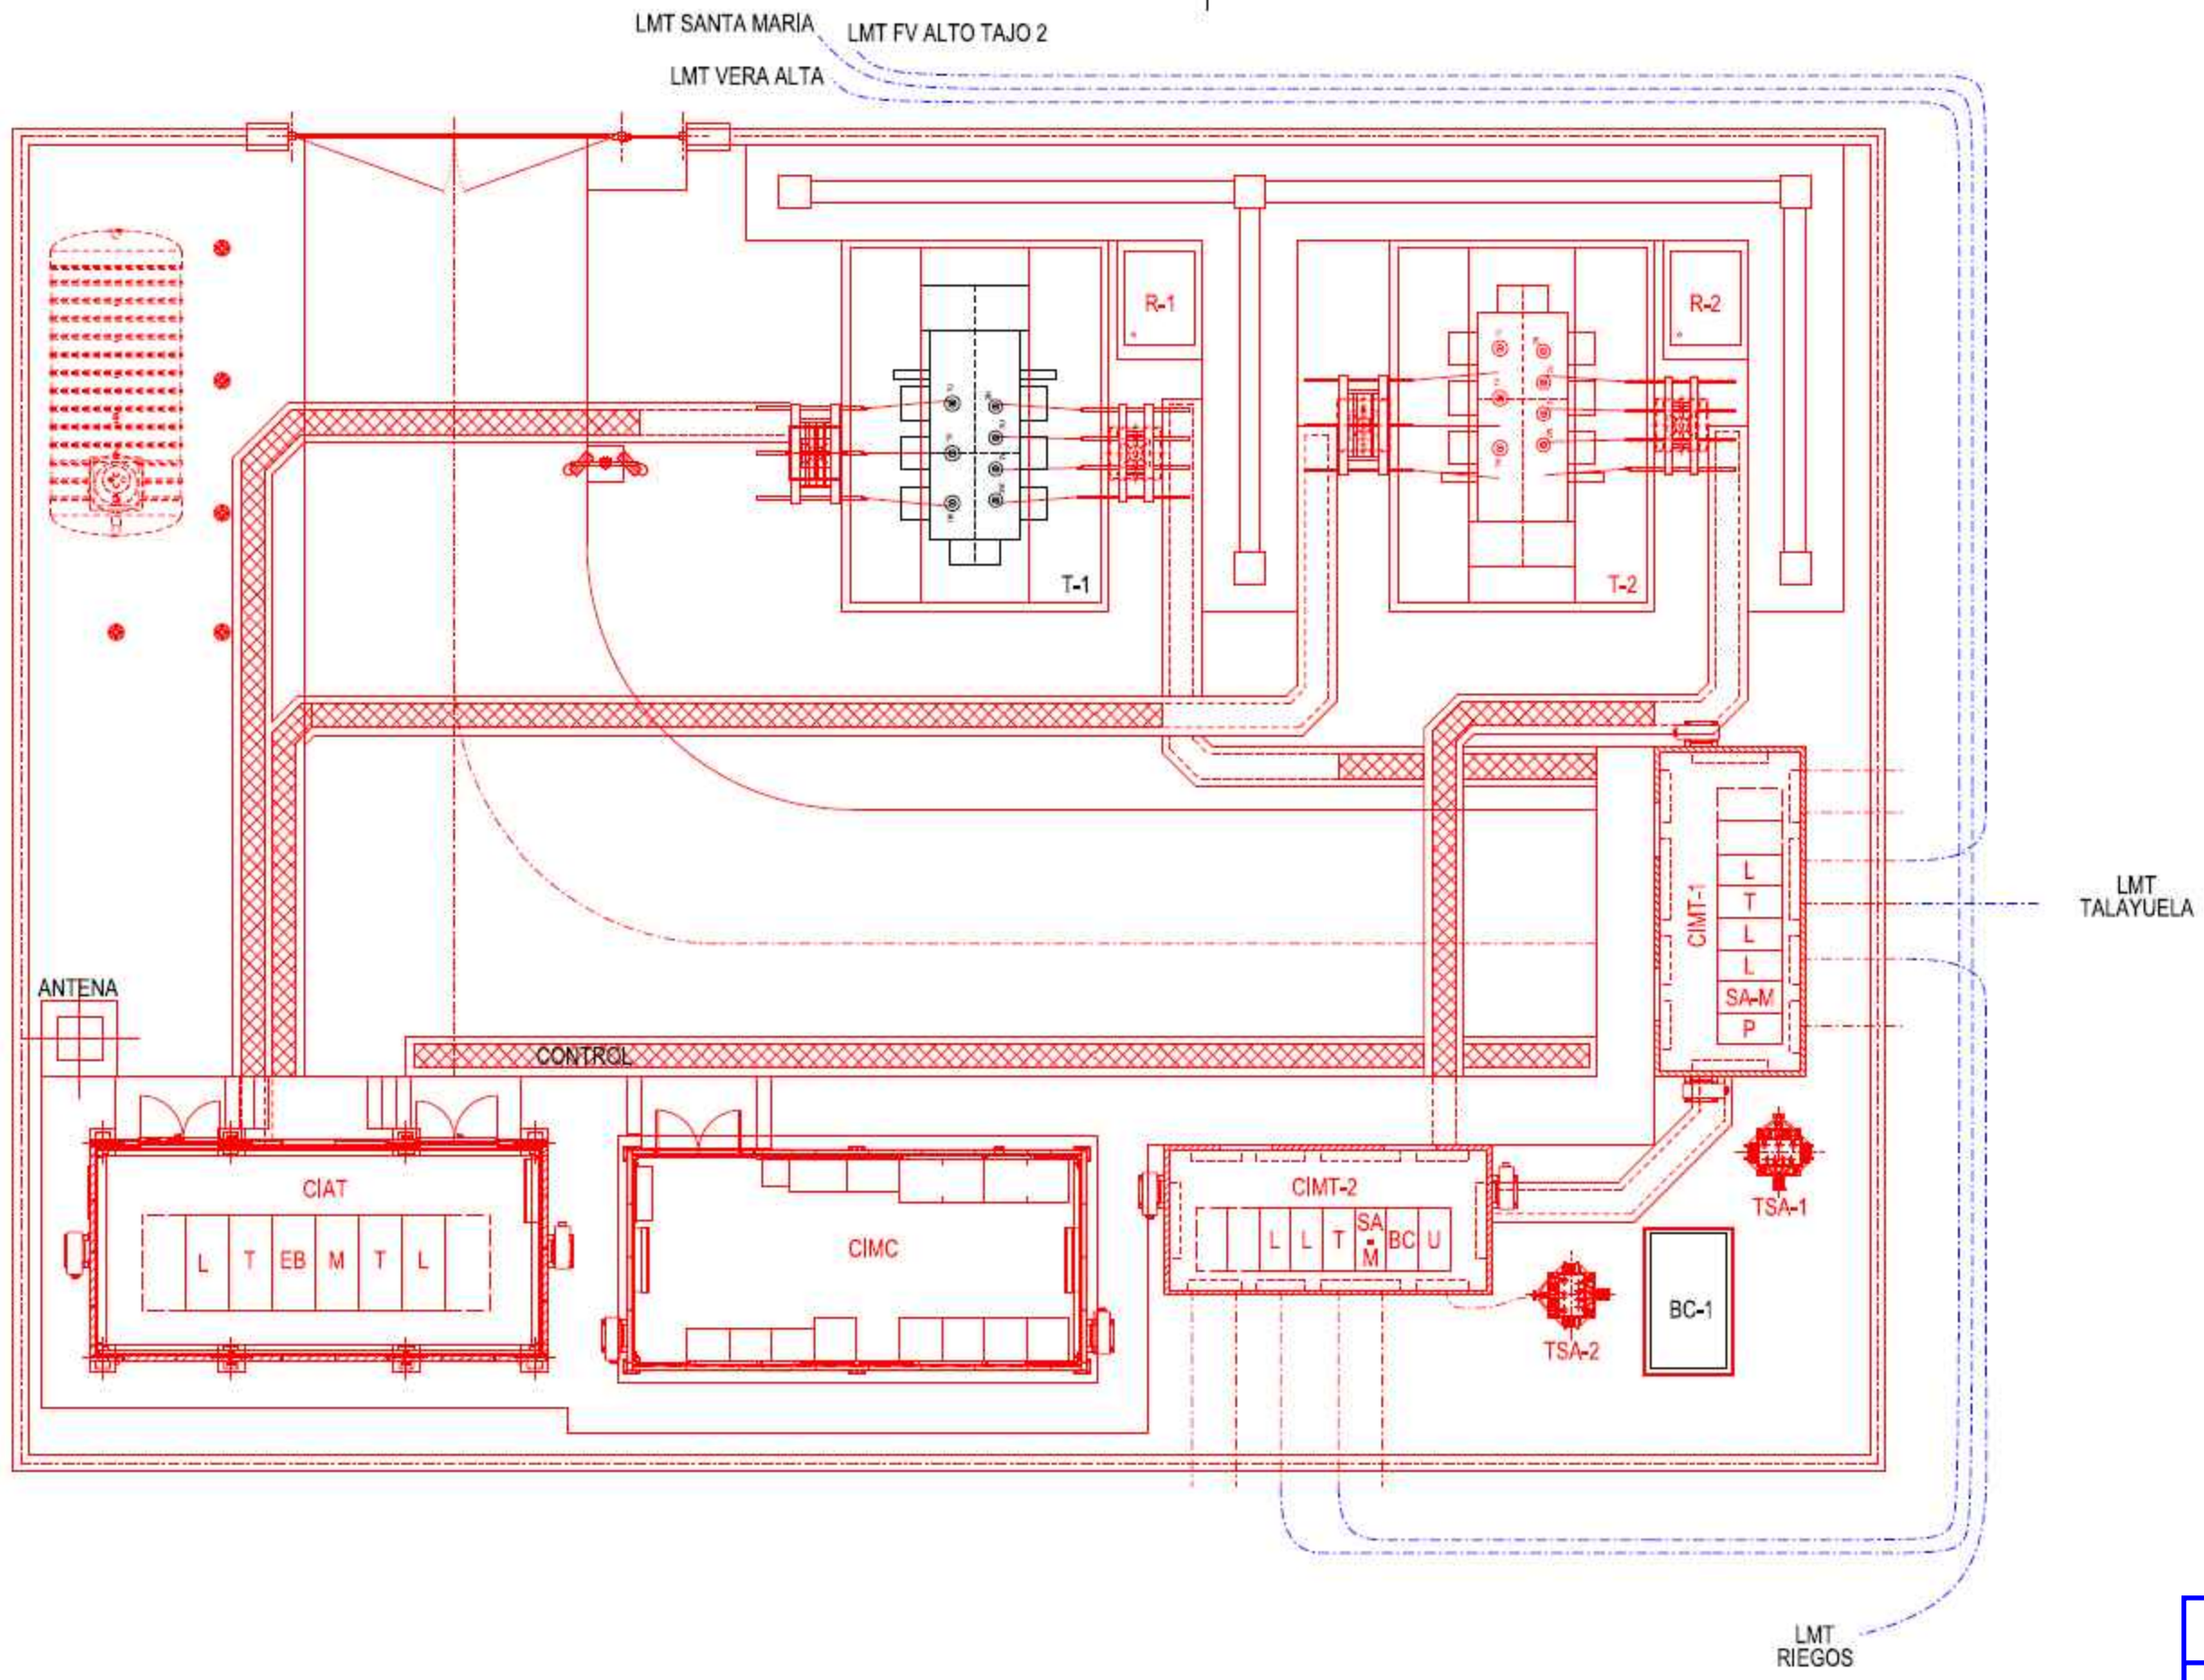 LMT SANTA MARIA
LMT FV ALTO TAJO 2
LMT VERA ALTA
R-1
R-2
T-1
T-2
LMT
TALAYUELA
CIMT-1
L
T
L
L
SA-M
P
ANTENA
CONTROL
CIAT
L T EB M T L
CIMC
CIMT-2
L L T SA-M BC U
TSA-1
TSA-2
BC-1
LMT
RIEGOS